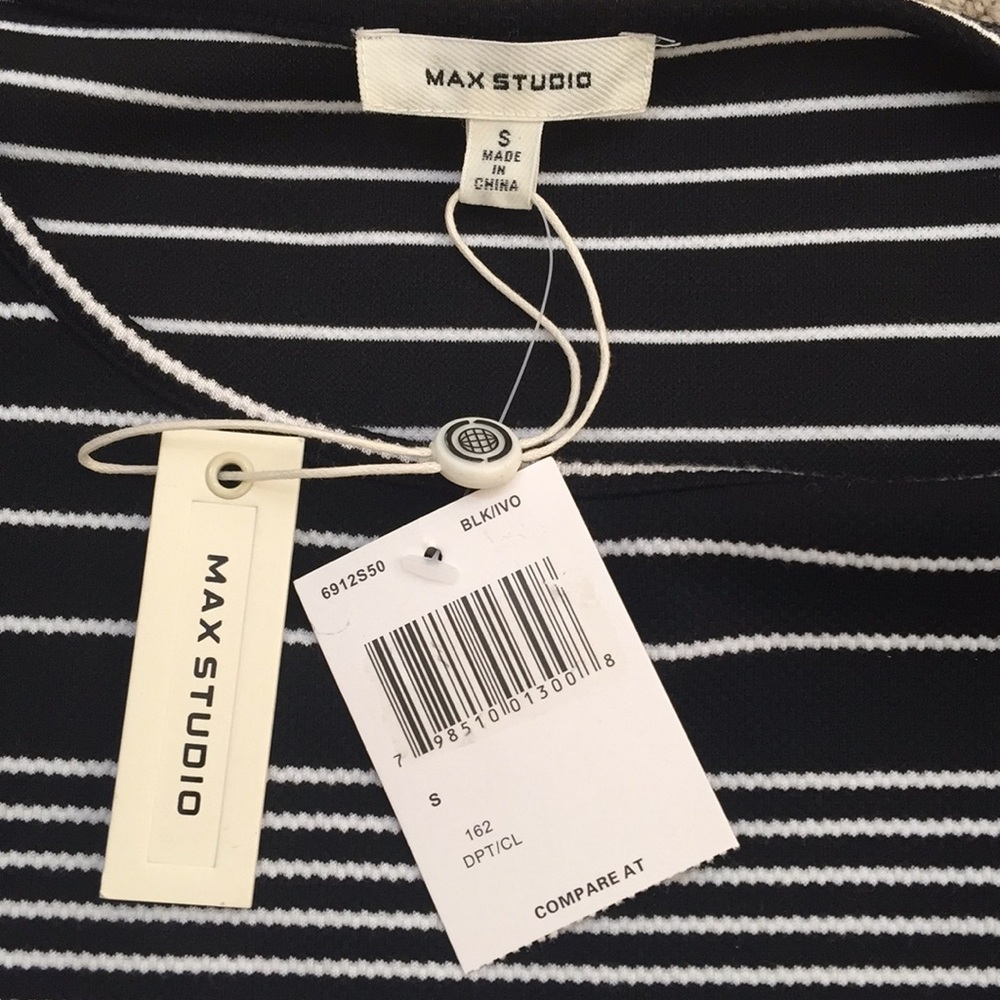 MAX STUDIO
S
MADE
IN
CHINA
MAX STUDIO
6912S50
BLK/IVO
7 98510 01300 8
S
162
DPT/CL
COMPARE AT